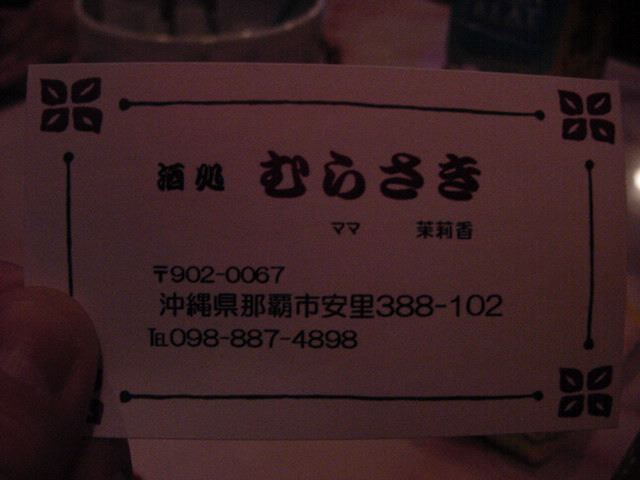 酒処 むらさき
ママ 茉莉香
〒902-0067
沖縄県那覇市安里388-102
℡098-887-4898